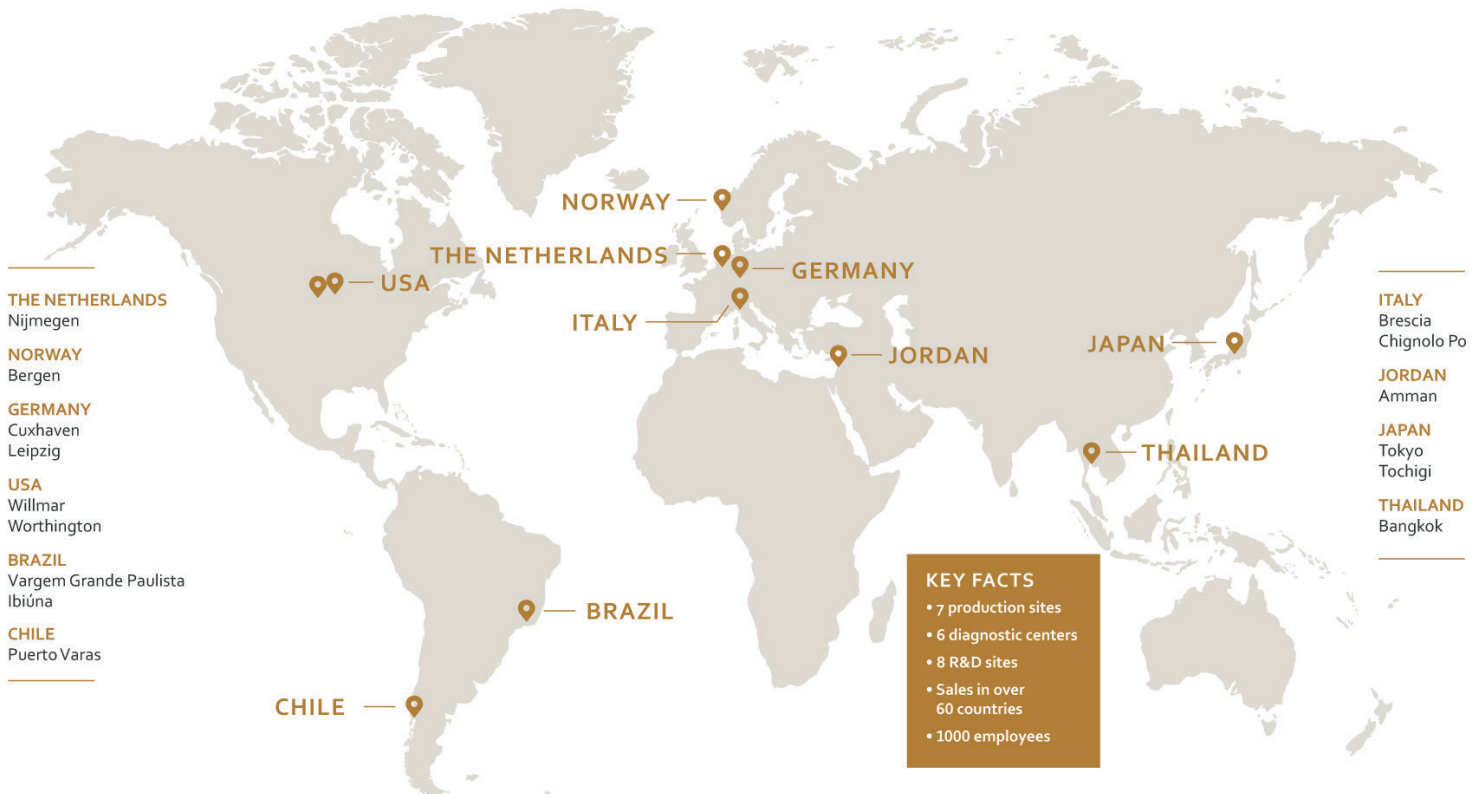 NORWAY
THE NETHERLANDS
GERMANY
USA
ITALY
JORDAN
JAPAN
THAILAND
BRAZIL
CHILE
THE NETHERLANDS
Nijmegen
NORWAY
Bergen
GERMANY
Cuxhaven
Leipzig
USA
Willmar
Worthington
BRAZIL
Vargem Grande Paulista
Ibiúna
CHILE
Puerto Varas
ITALY
Brescia
Chignolo Po
JORDAN
Amman
JAPAN
Tokyo
Tochigi
THAILAND
Bangkok
KEY FACTS
• 7 production sites
• 6 diagnostic centers
• 8 R&D sites
• Sales in over
60 countries
• 1000 employees